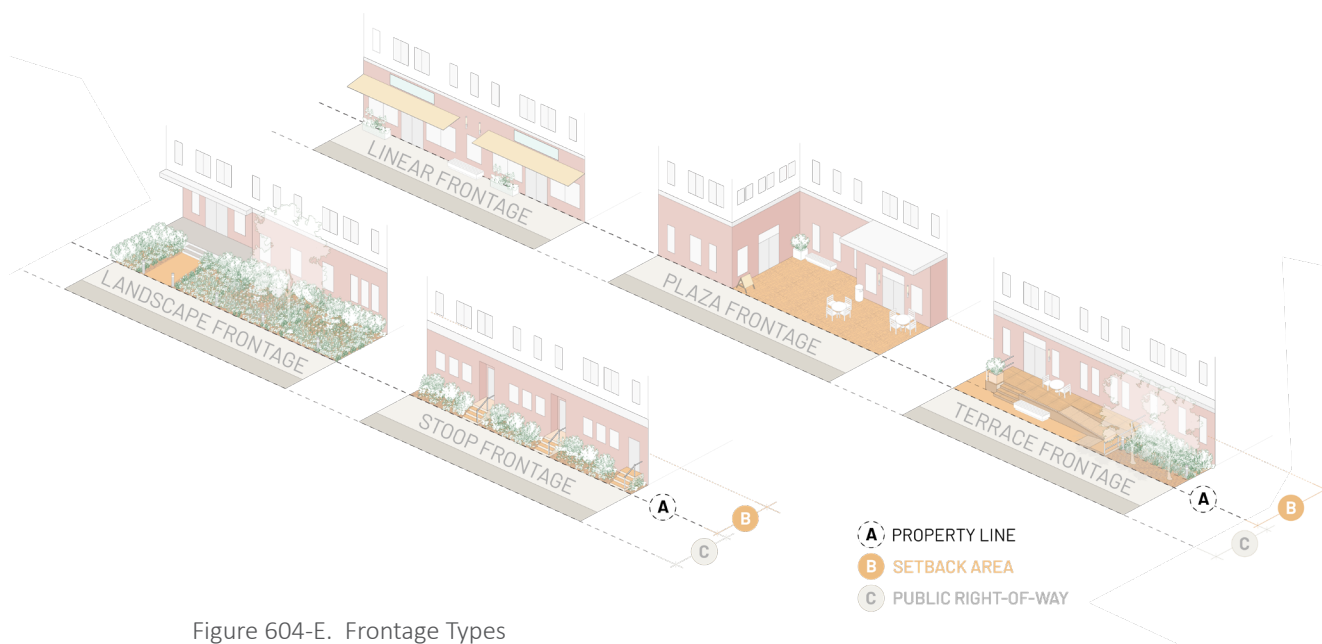 LINEAR FRONTAGE
PLAZA FRONTAGE
LANDSCAPE FRONTAGE
STOOP FRONTAGE
TERRACE FRONTAGE
A
B
C
A
B
C
A PROPERTY LINE
B SETBACK AREA
C PUBLIC RIGHT-OF-WAY
Figure 604-E. Frontage Types